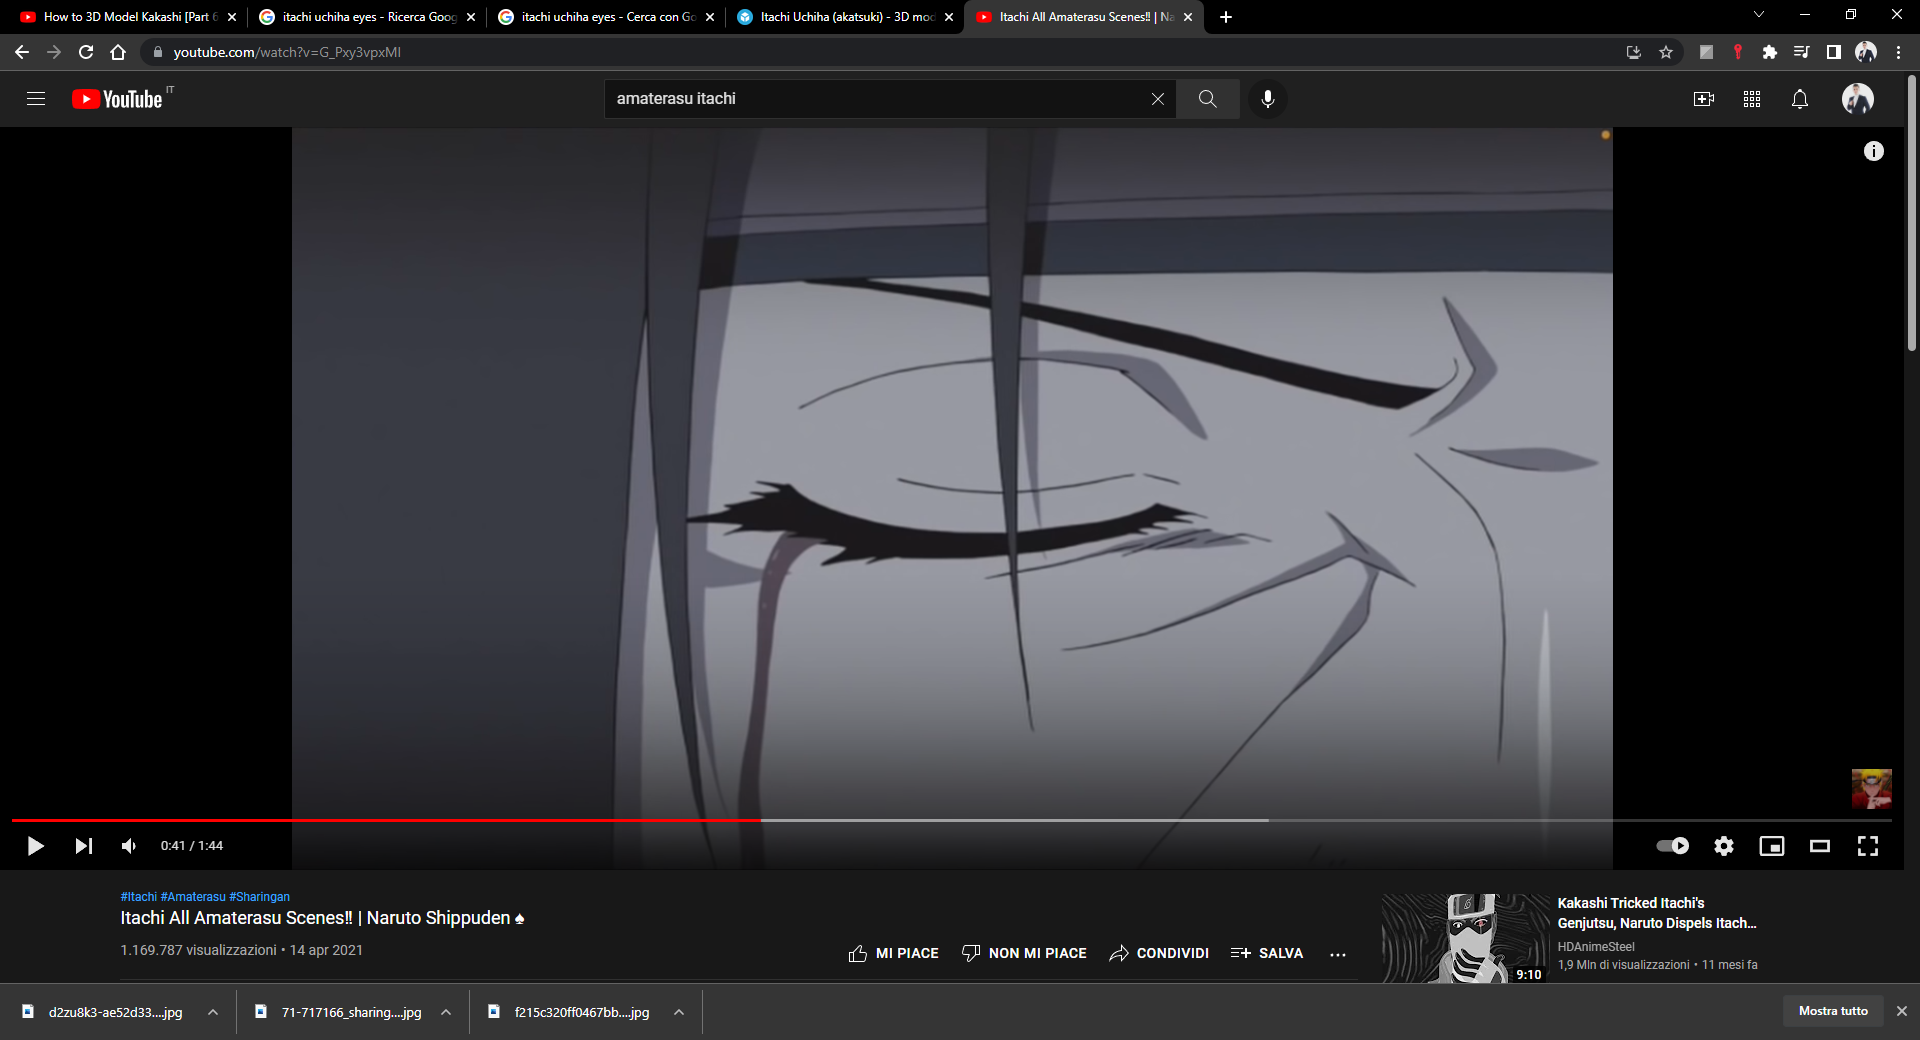 How to 3D Model Kakashi [Part 6
itachi uchiha eyes - Ricerca Goog
itachi uchiha eyes - Cerca con Go
Itachi Uchiha (akatsuki) - 3D mod
Itachi All Amaterasu Scenes!! | Na
youtube.com/watch?v=G_Pxy3vpxMI
YouTube IT
amaterasu itachi
0:41 / 1:44
#Itachi #Amaterasu #Sharingan
Itachi All Amaterasu Scenes!! | Naruto Shippuden ♠
1.169.787 visualizzazioni • 14 apr 2021
MI PIACE
NON MI PIACE
CONDIVIDI
SALVA
9:10
Kakashi Tricked Itachi's
Genjutsu, Naruto Dispels Itach...
HDAnimeSteel
1,9 Mln di visualizzazioni • 11 mesi fa
d2zu8k3-ae52d33....jpg
71-717166_sharing....jpg
f215c320ff0467bb....jpg
Mostra tutto